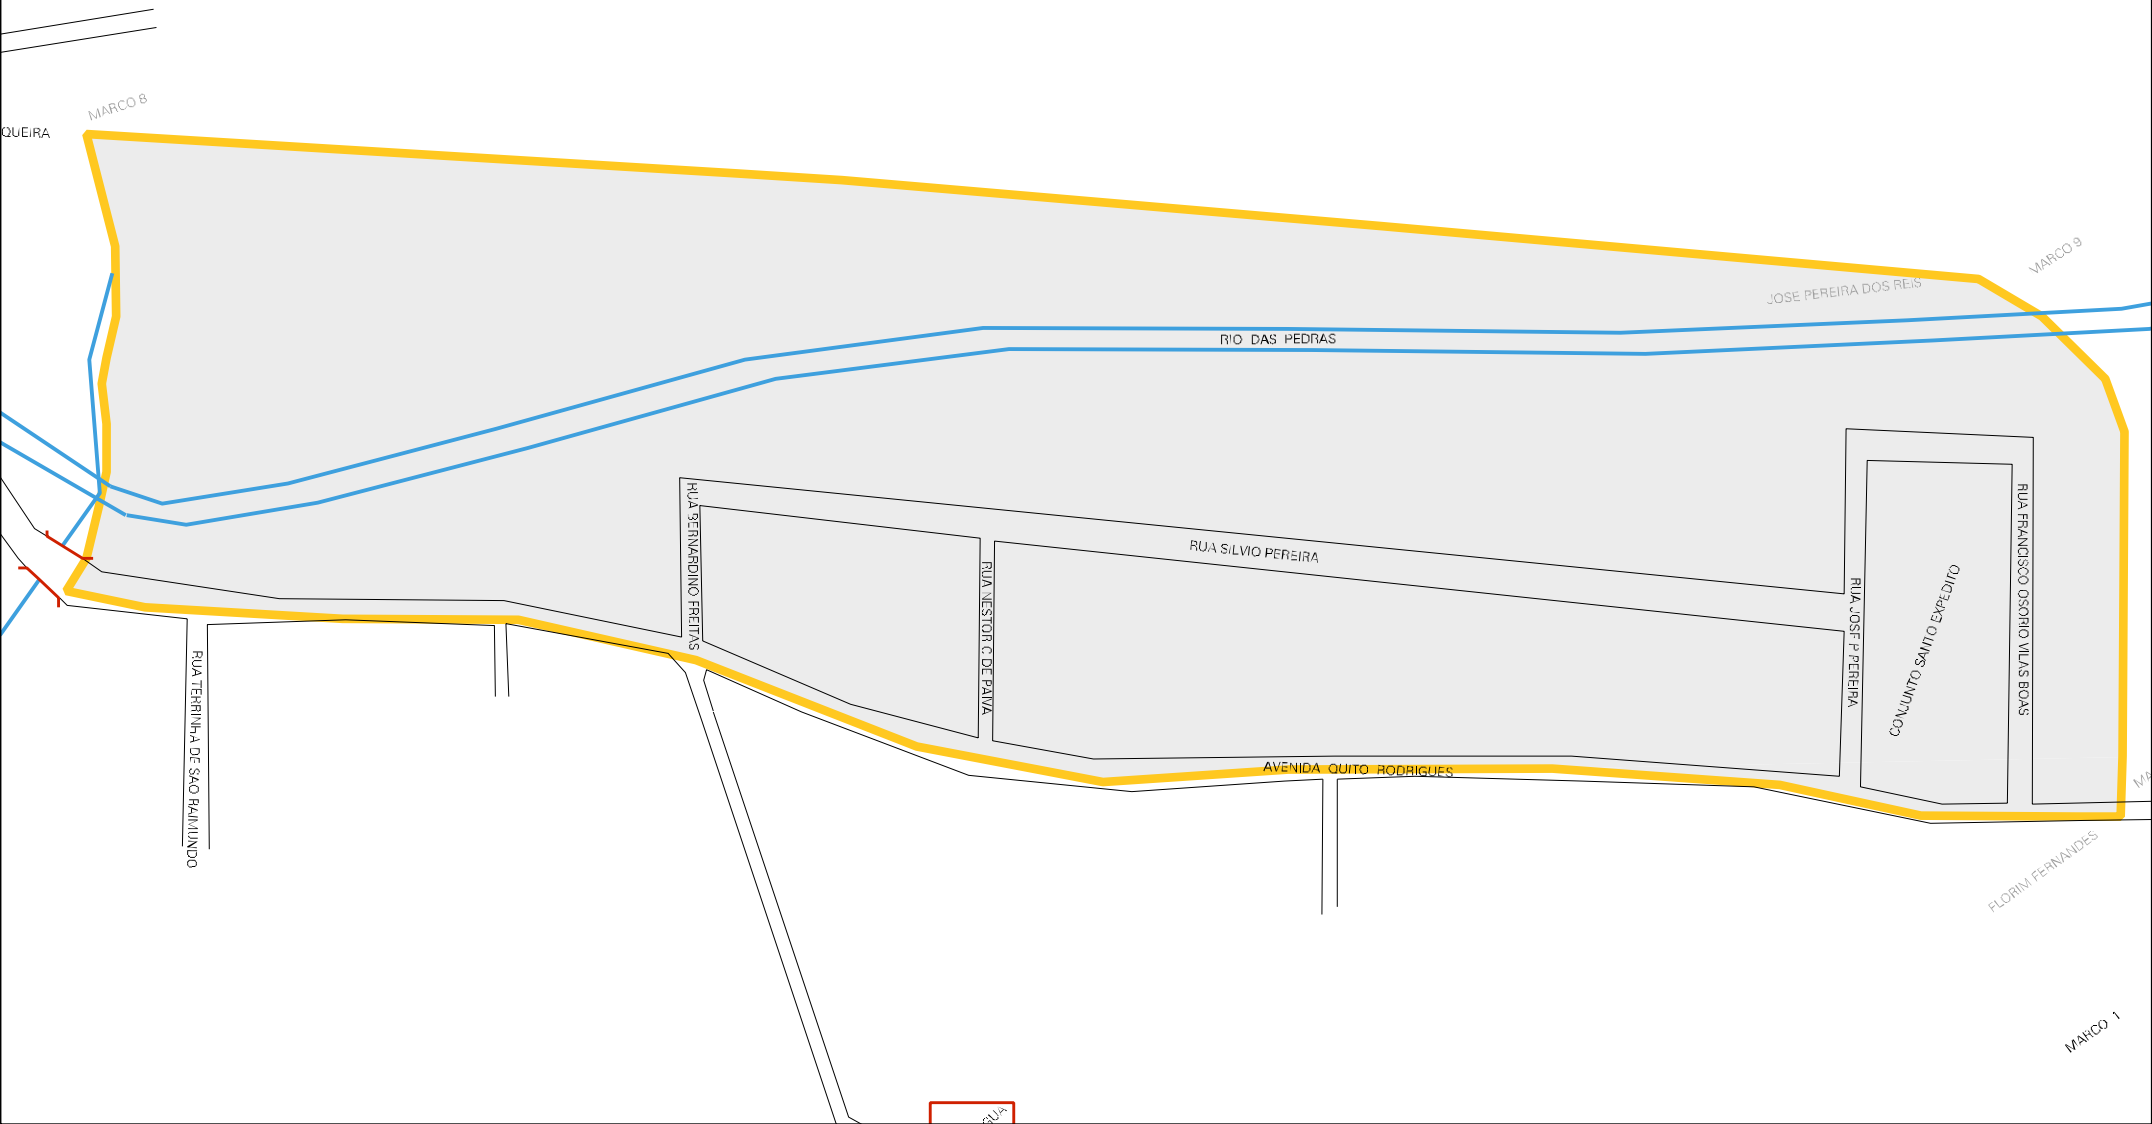 MARCO 8
QUEIRA
MARCO 9
JOSE PEREIRA DOS REIS
RIO DAS PEDRAS
RUA BERNARDINO FREITAS
RUA SILVIO PEREIRA
RUA NESTOR C DE PAIVA
RUA JOSE P PEREIRA
CONJUNTO SANTO EXPEDITO
RUA FRANCISCO OSORIO VILAS BOAS
RUA TERRINHA DE SAO RAIMUNDO
AVENIDA QUITO RODRIGUES
MA
FLORIM FERNANDES
MARCO 1
GUA